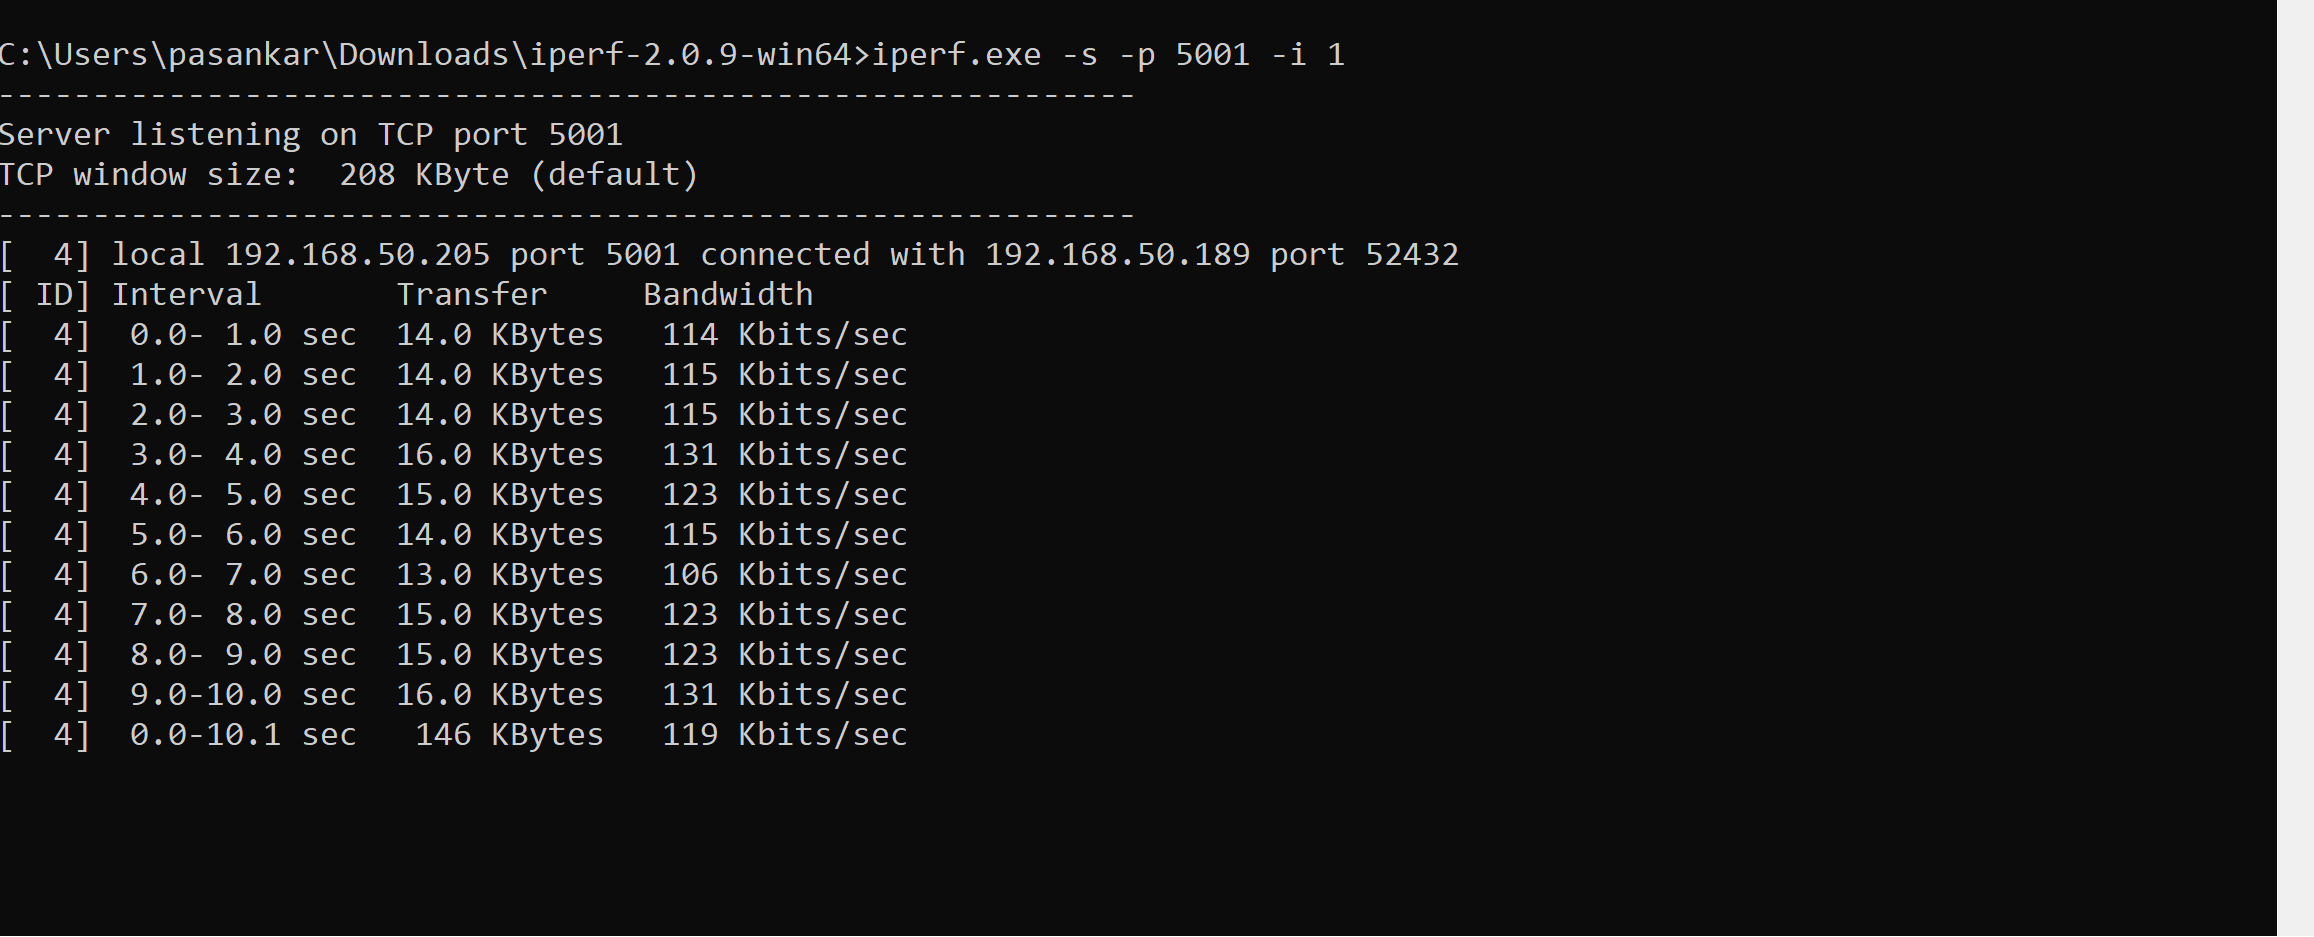 C:\Users\pasankar\Downloads\iperf-2.0.9-win64>iperf.exe -s -p 5001 -i 1
------------------------------------------------------------
Server listening on TCP port 5001
TCP window size:  208 KByte (default)
------------------------------------------------------------
[  4] local 192.168.50.205 port 5001 connected with 192.168.50.189 port 52432
[ ID] Interval       Transfer     Bandwidth
[  4]  0.0- 1.0 sec  14.0 KBytes   114 Kbits/sec
[  4]  1.0- 2.0 sec  14.0 KBytes   115 Kbits/sec
[  4]  2.0- 3.0 sec  14.0 KBytes   115 Kbits/sec
[  4]  3.0- 4.0 sec  16.0 KBytes   131 Kbits/sec
[  4]  4.0- 5.0 sec  15.0 KBytes   123 Kbits/sec
[  4]  5.0- 6.0 sec  14.0 KBytes   115 Kbits/sec
[  4]  6.0- 7.0 sec  13.0 KBytes   106 Kbits/sec
[  4]  7.0- 8.0 sec  15.0 KBytes   123 Kbits/sec
[  4]  8.0- 9.0 sec  15.0 KBytes   123 Kbits/sec
[  4]  9.0-10.0 sec  16.0 KBytes   131 Kbits/sec
[  4]  0.0-10.1 sec   146 KBytes   119 Kbits/sec